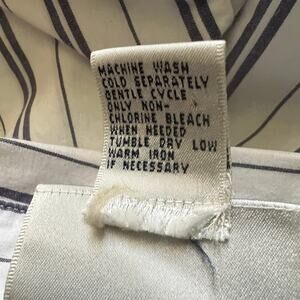 MACHINE WASH
COLD SEPARATELY
GENTLE CYCLE
ONLY NON-
CHLORINE BLEACH
WHEN NEEDED
TUMBLE DRY LOW
WARM IRON
IF NECESSARY